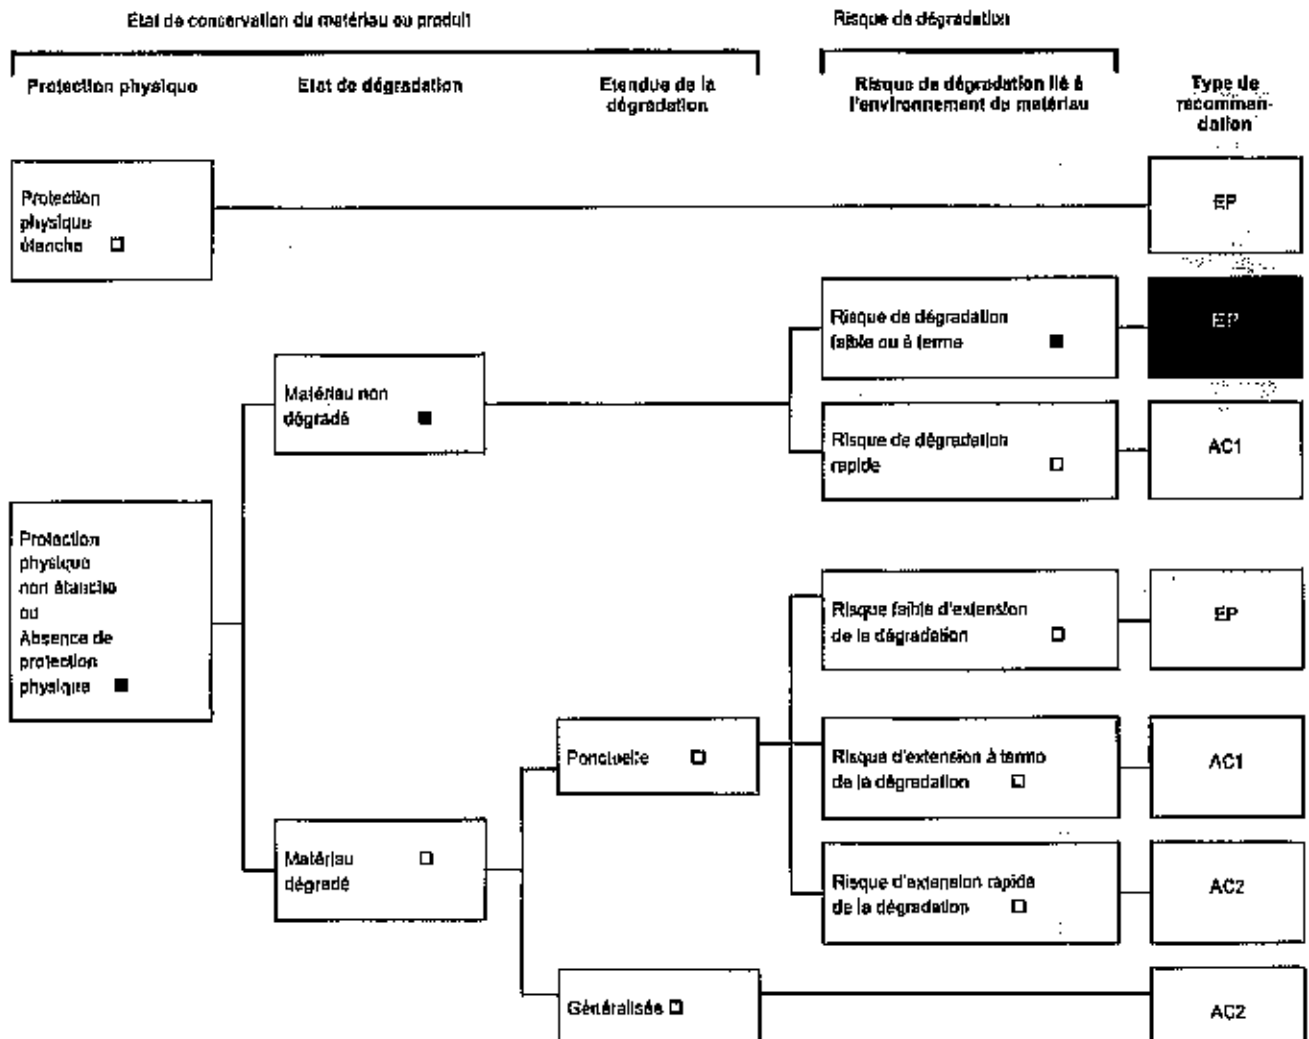 État de conservation du matériau ou produit
Risque de dégradation
Protection physique
Etat de dégradation
Etendue de la
dégradation
Risque de dégradation lié à
l'environnement du matériau
Type de
recomman-
dation
Protection
physique
étanche
EP
Risque de dégradation
faible ou à terme
EP
Matériau non
dégradé
Risque de dégradation
rapide
AC1
Protection
physique
non étanche
ou
Absence de
protection
physique
Risque faible d'extension
de la dégradation
EP
Ponctuelle
Risque d'extension à terme
de la dégradation
AC1
Matériau
dégradé
Risque d'extension rapide
de la dégradation
AC2
Généralisée
AC2